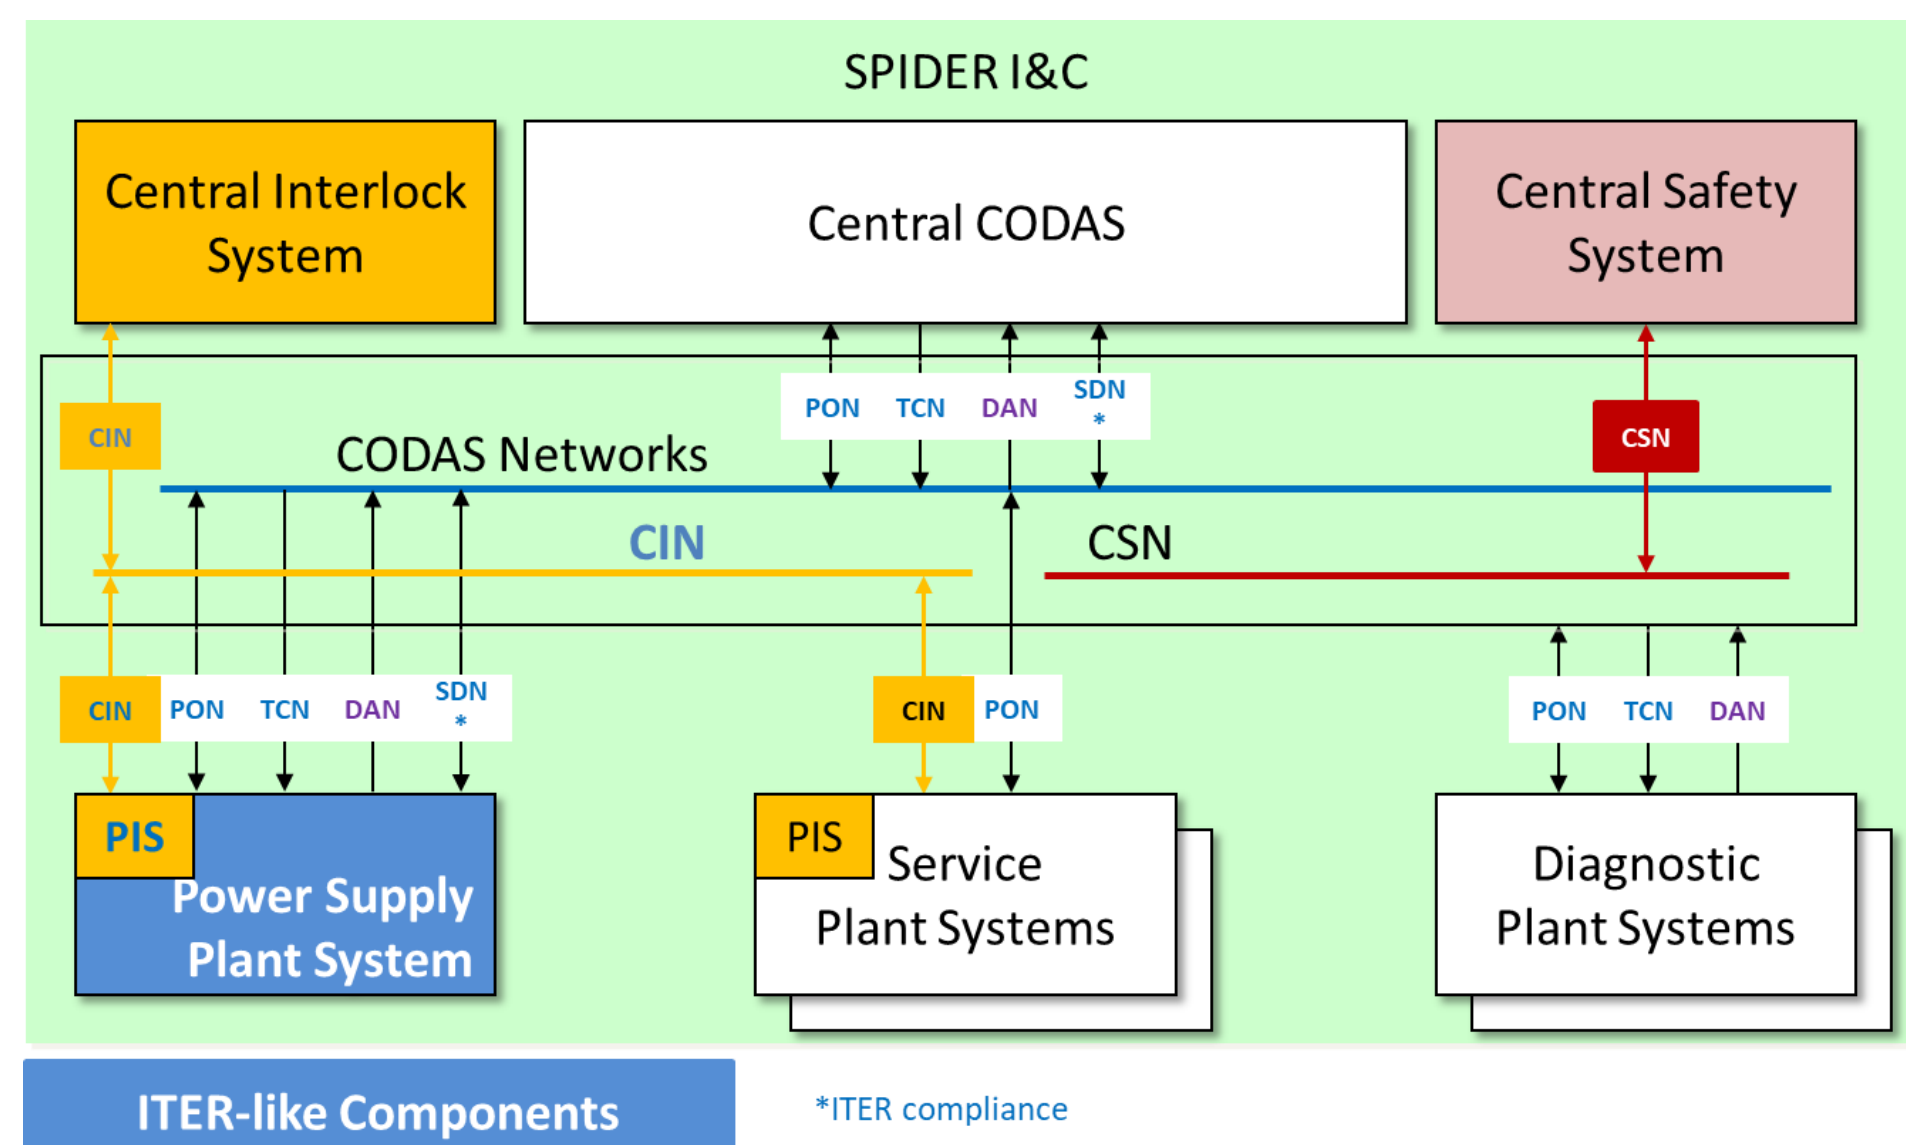 SPIDER I&C
Central Interlock
System
Central CODAS
Central Safety
System
CIN
PON
TCN
DAN
SDN
*
CSN
CODAS Networks
CIN
CSN
CIN
PON
TCN
DAN
SDN
*
CIN
PON
PON
TCN
DAN
PIS
Power Supply
Plant System
PIS
Service
Plant Systems
Diagnostic
Plant Systems
ITER-like Components
*ITER compliance